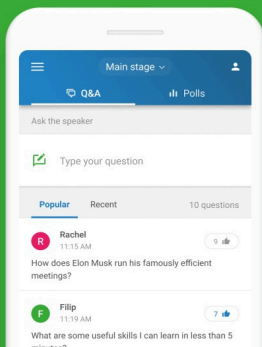 Main stage
Q&A
Polls
Ask the speaker
Type your question
Popular
Recent
10 questions
R
Rachel
11:15 AM
9
How does Elon Musk run his famously efficient
meetings?
F
Filip
11:19 AM
7
What are some useful skills I can learn in less than 5
minutes?